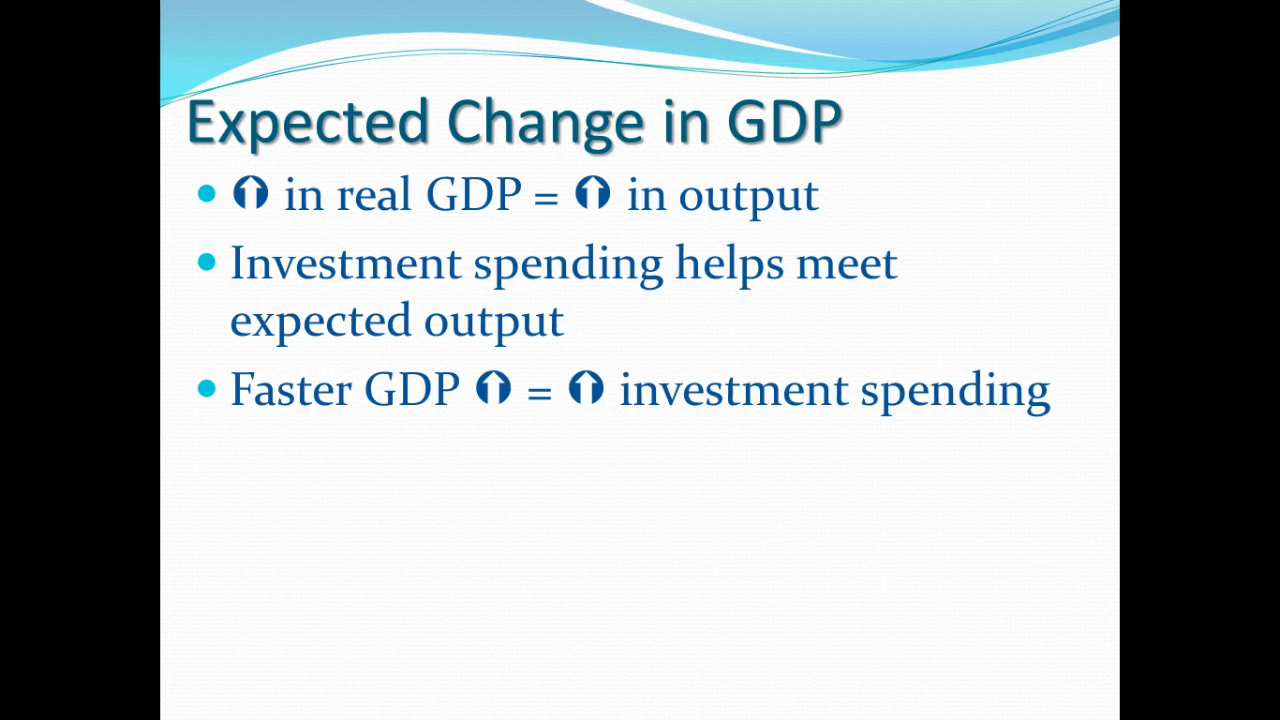 Expected Change in GDP
• ⬆ in real GDP = ⬆ in output
• Investment spending helps meet
expected output
• Faster GDP ⬆ = ⬆ investment spending